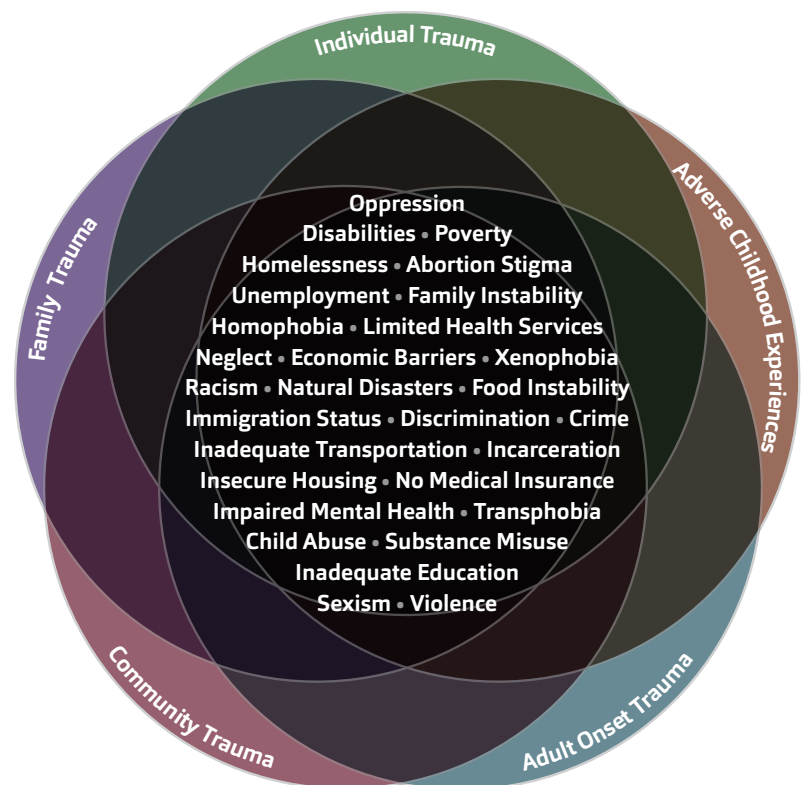 Individual Trauma
Family Trauma
Adverse Childhood Experiences
Oppression
Disabilities • Poverty
Homelessness • Abortion Stigma
Unemployment • Family Instability
Homophobia • Limited Health Services
Neglect • Economic Barriers • Xenophobia
Racism • Natural Disasters • Food Instability
Immigration Status • Discrimination • Crime
Inadequate Transportation • Incarceration
Insecure Housing • No Medical Insurance
Impaired Mental Health • Transphobia
Child Abuse • Substance Misuse
Inadequate Education
Sexism • Violence
Community Trauma
Adult Onset Trauma